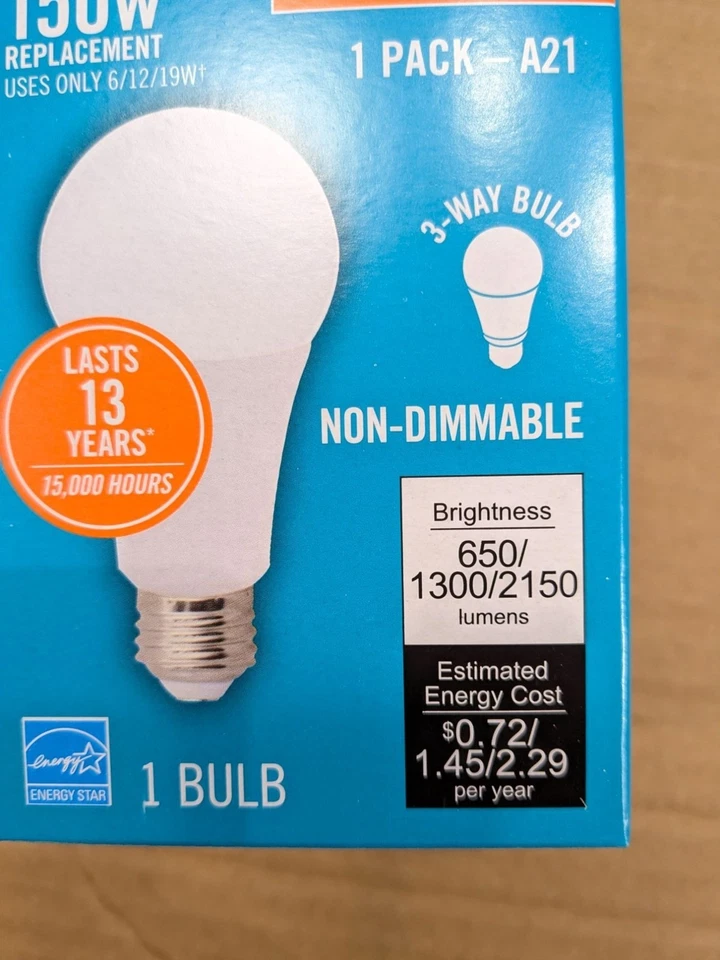 150W
REPLACEMENT
USES ONLY 6/12/19W†
1 PACK – A21
3-WAY BULB
LASTS
13
YEARS*
15,000 HOURS
NON-DIMMABLE
Brightness
650/
1300/2150
lumens
Estimated
Energy Cost
$0.72/
1.45/2.29
per year
energy
ENERGY STAR
1 BULB